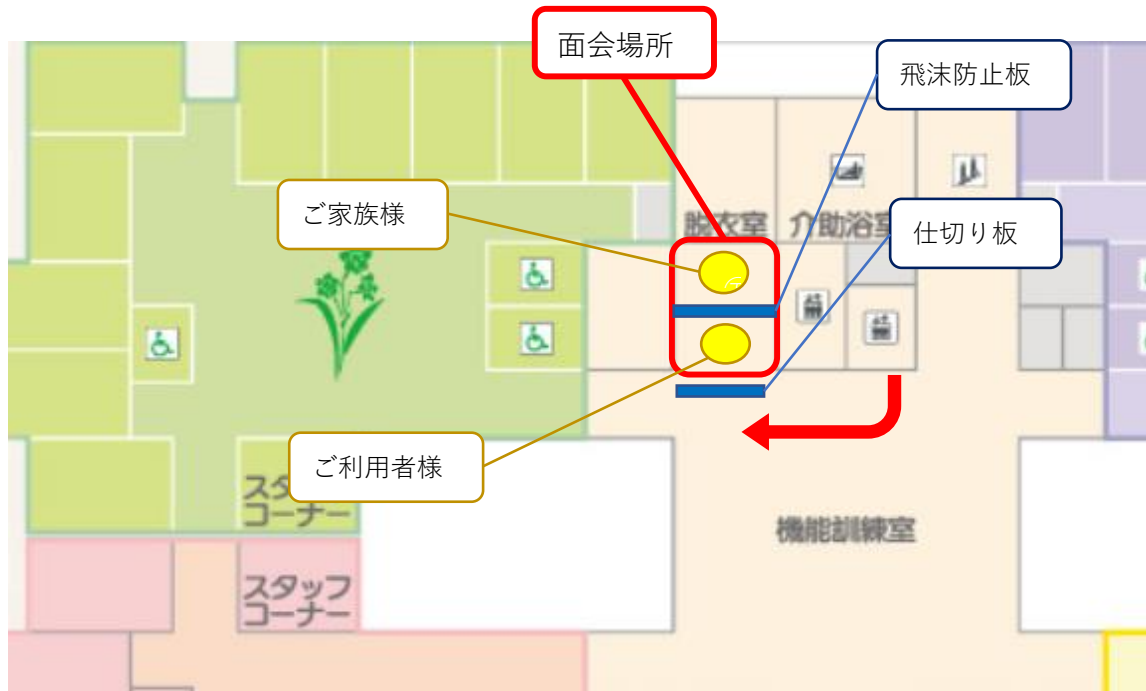 面会場所
飛沫防止板
ご家族様
脱衣室
介助浴室
仕切り板
ご利用者様
スタ
コーナー
機能訓練室
スタッフ
コーナー